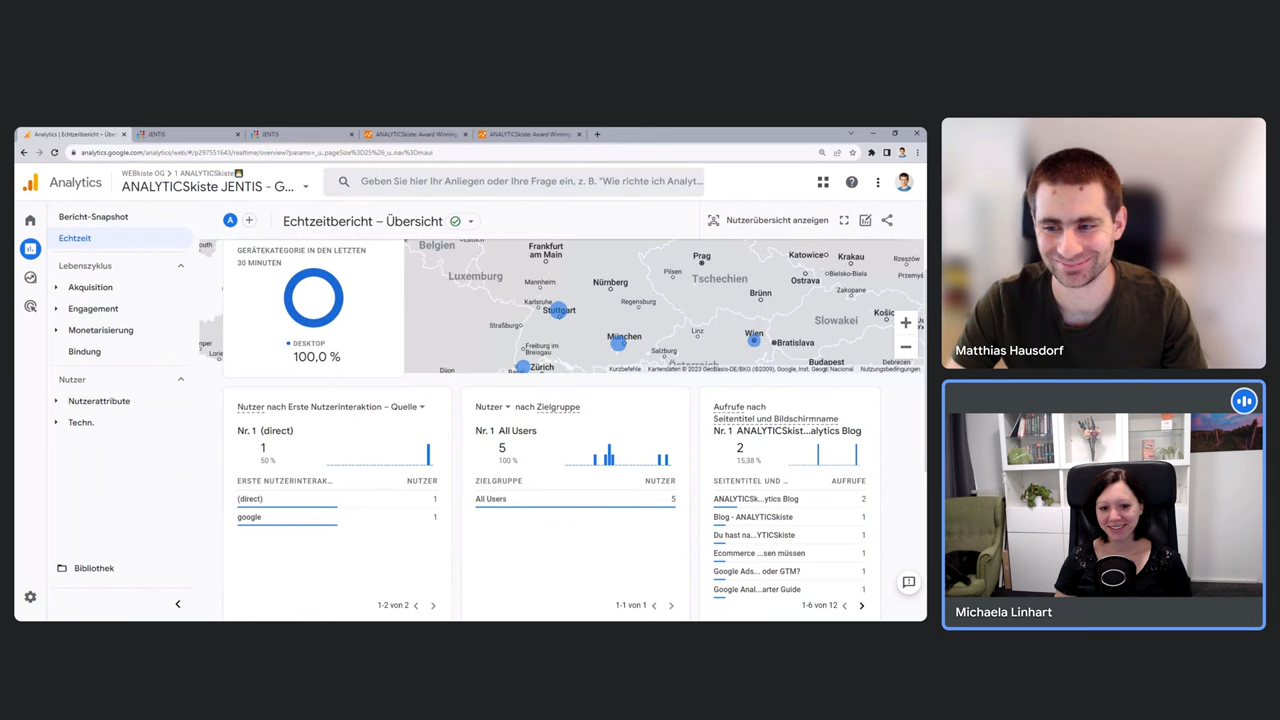 Analytics | Echtzeitbericht – Übe
JENTIS
JENTIS
ANALYTICSkiste: Award Winning
ANALYTICSkiste: Award Winning
analytics.google.com/analytics/web/#/p297551643/realtime/overview?params=_u..pageSize%3D25%26_u..nav%3Dmaui
Analytics
WEBkiste OG > 1 ANALYTICSkiste
ANALYTICSkiste JENTIS - G...
Geben Sie hier Ihr Anliegen oder Ihre Frage ein, z. B. "Wie richte ich Analyt...
Bericht-Snapshot
Echtzeit
Lebenszyklus
Akquisition
Engagement
Monetarisierung
Bindung
Nutzer
Nutzerattribute
Techn.
Bibliothek
A
Echtzeitbericht – Übersicht
Nutzerübersicht anzeigen
GERÄTEKATEGORIE IN DEN LETZTEN
30 MINUTEN
DESKTOP
100,0 %
Belgien
Frankfurt
am Main
Luxemburg
Mannheim
Nürnberg
Karlsruhe
Stuttgart
Regensburg
Straßburg
Freiburg im
Breisgau
Dijon
Zürich
München
Salzburg
Linz
Österreich
Prag
Pilsen
Tschechien
Brünn
Wien
Bratislava
Katowice
Krakau
Rzeszów
Ostrava
Bielsko-Biała
Zakopane
Przemyś
Slowakei
Košic
Budapest
Debrecen
Kurzbefehle
Kartendaten © 2023 GeoBasis-DE/BKG (©2009), Google, Inst. Geogr. Nacional
Nutzungsbedingungen
Nutzer nach Erste Nutzerinteraktion – Quelle
Nr. 1 (direct)
1
50 %
ERSTE NUTZERINTERAK... NUTZER
(direct) 1
google 1
1-2 von 2
Nutzer nach Zielgruppe
Nr. 1 All Users
5
100 %
ZIELGRUPPE NUTZER
All Users 5
1-1 von 1
Aufrufe nach
Seitentitel und Bildschirmname
Nr. 1 ANALYTICSkist...alytics Blog
2
15,38 %
SEITENTITEL UND ... AUFRUFE
ANALYTICSk...ytics Blog 2
Blog - ANALYTICSkiste 1
Du hast na...YTICSkiste 1
Ecommerce ...sen müssen 1
Google Ads... oder GTM? 1
Google Anal...arter Guide 1
1-6 von 12
Matthias Hausdorf
Michaela Linhart